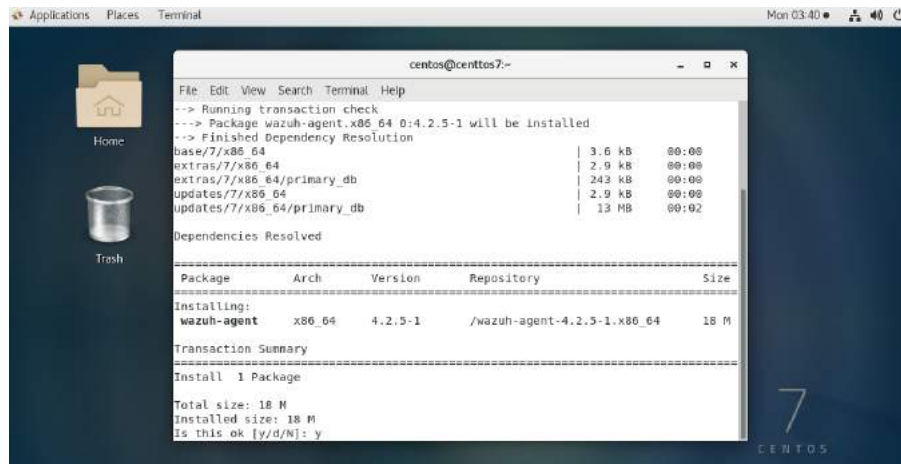 Applications Places Terminal Mon 03:40
centos@centtos7:~
File Edit View Search Terminal Help
--> Running transaction check
---> Package wazuh-agent.x86_64 0:4.2.5-1 will be installed
--> Finished Dependency Resolution
base/7/x86_64 | 3.6 kB 00:00
extras/7/x86_64 | 2.9 kB 00:00
extras/7/x86_64/primary_db | 243 kB 00:00
updates/7/x86_64 | 2.9 kB 00:00
updates/7/x86_64/primary_db | 13 MB 00:02
Dependencies Resolved
================================================================================
Package Arch Version Repository Size
================================================================================
Installing:
wazuh-agent x86_64 4.2.5-1 /wazuh-agent-4.2.5-1.x86_64 18 M
Transaction Summary
================================================================================
Install 1 Package
Total size: 18 M
Installed size: 18 M
Is this ok [y/d/N]: y
Home
Trash
7
CENTOS